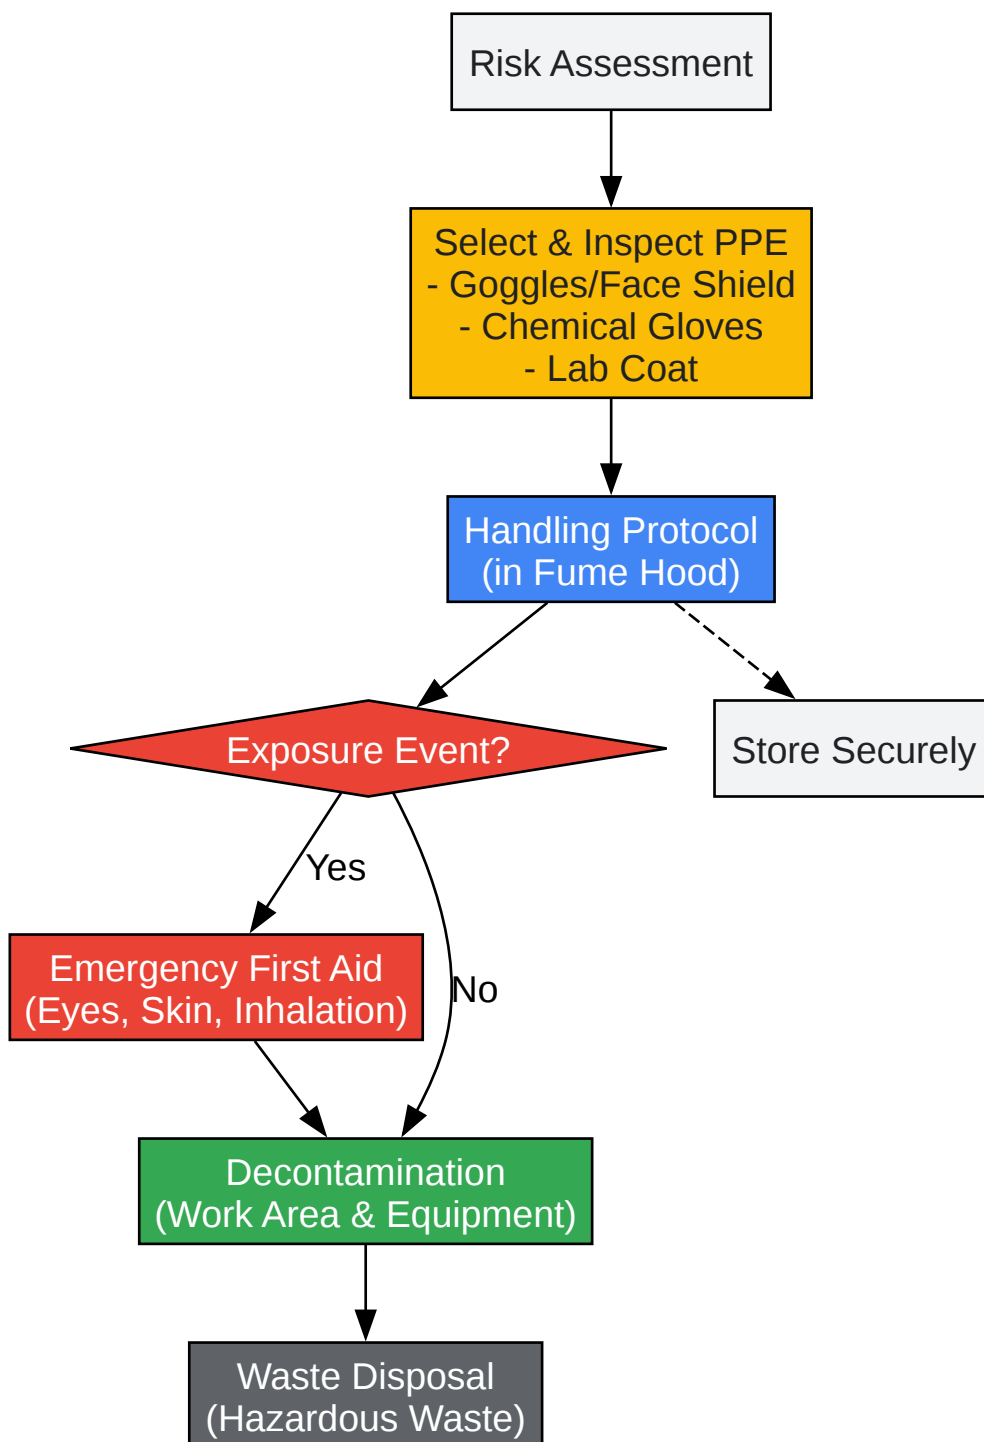 Risk Assessment
Select & Inspect PPE
- Goggles/Face Shield
- Chemical Gloves
- Lab Coat
Handling Protocol
(in Fume Hood)
Exposure Event?
Store Securely
Yes
Emergency First Aid
(Eyes, Skin, Inhalation)
No
Decontamination
(Work Area & Equipment)
Waste Disposal
(Hazardous Waste)